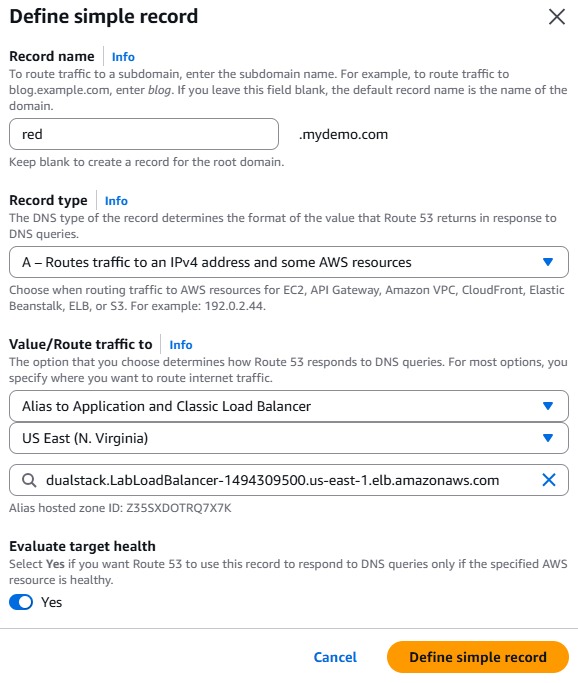 Define simple record
Record name Info
To route traffic to a subdomain, enter the subdomain name. For example, to route traffic to
blog.example.com, enter blog. If you leave this field blank, the default record name is the name of the
domain.
red .mydemo.com
Keep blank to create a record for the root domain.
Record type Info
The DNS type of the record determines the format of the value that Route 53 returns in response to
DNS queries.
A – Routes traffic to an IPv4 address and some AWS resources
Choose when routing traffic to AWS resources for EC2, API Gateway, Amazon VPC, CloudFront, Elastic
Beanstalk, ELB, or S3. For example: 192.0.2.44.
Value/Route traffic to Info
The option that you choose determines how Route 53 responds to DNS queries. For most options, you
specify where you want to route internet traffic.
Alias to Application and Classic Load Balancer
US East (N. Virginia)
dualstack.LabLoadBalancer-1494309500.us-east-1.elb.amazonaws.com
Alias hosted zone ID: Z35SXDOTRQ7X7K
Evaluate target health
Select Yes if you want Route 53 to use this record to respond to DNS queries only if the specified AWS
resource is healthy.
Yes
Cancel Define simple record